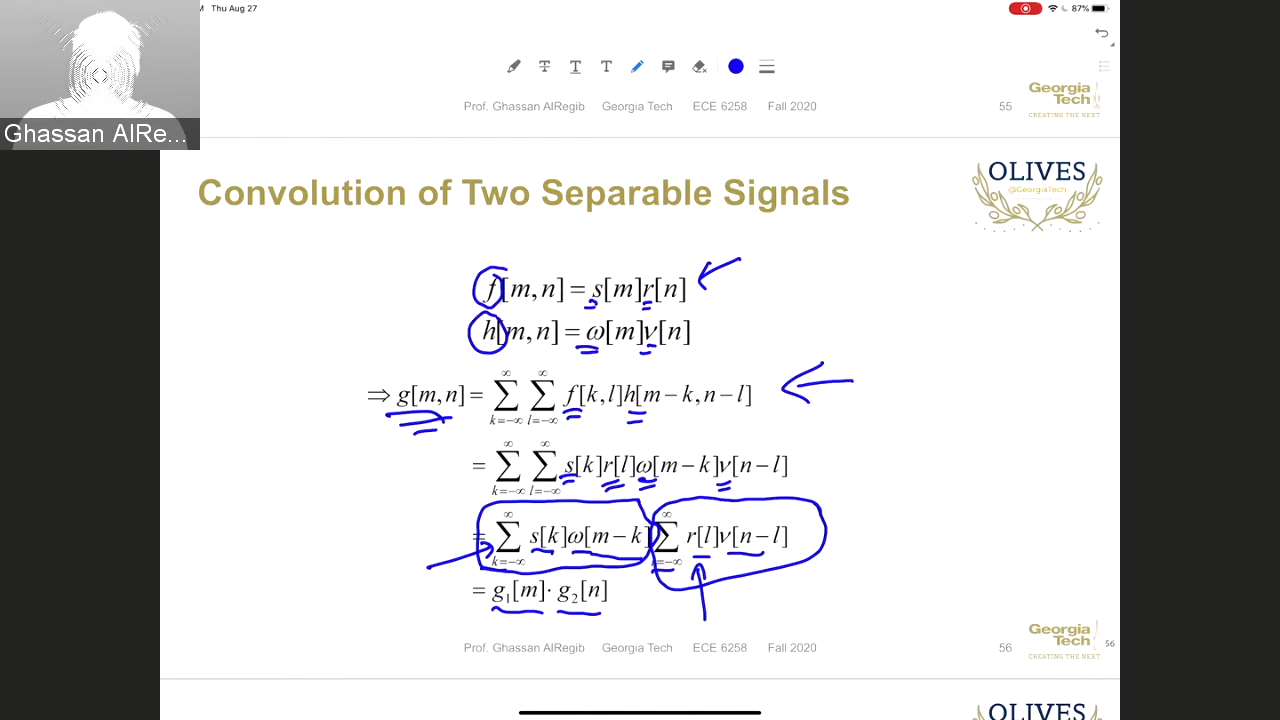 Thu Aug 27
87%
Georgia Tech
CREATING THE NEXT
Prof. Ghassan AlRegib Georgia Tech ECE 6258 Fall 2020 55
Ghassan AlRe...
Convolution of Two Separable Signals
OLIVES
@GeorgiaTech
f[m, n] = s[m]r[n]
h[m, n] = ω[m]ν[n]
⇒ g[m, n] = ∑_{k=-∞}^{∞} ∑_{l=-∞}^{∞} f[k, l]h[m − k, n − l]
= ∑_{k=-∞}^{∞} ∑_{l=-∞}^{∞} s[k]r[l]ω[m − k]ν[n − l]
= ∑_{k=-∞}^{∞} s[k]ω[m − k] ∑_{l=-∞}^{∞} r[l]ν[n − l]
= g₁[m]· g₂[n]
Prof. Ghassan AlRegib Georgia Tech ECE 6258 Fall 2020 56
Georgia Tech
CREATING THE NEXT
56
OLIVES